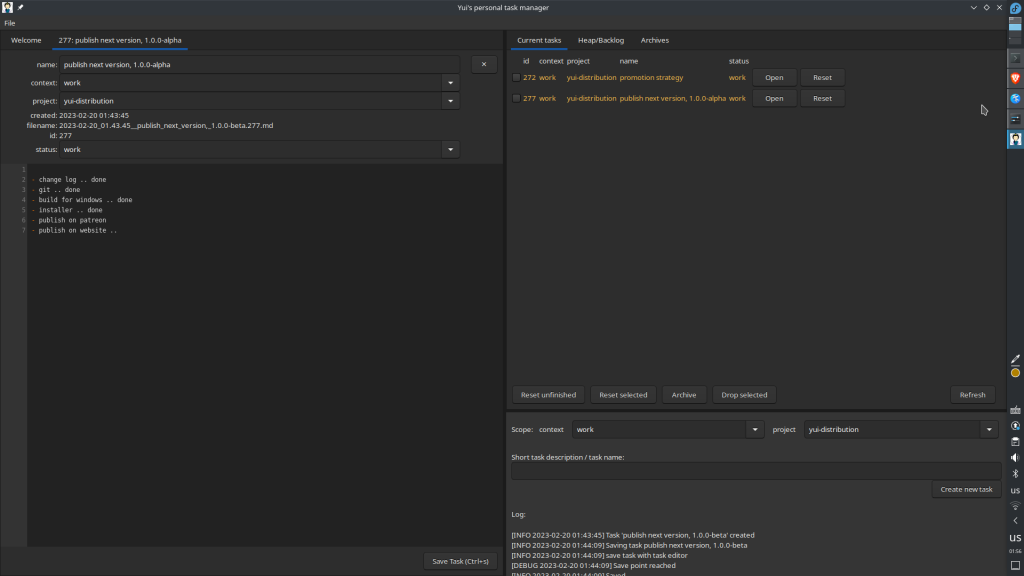 Yui's personal task manager
File
Welcome
277: publish next version, 1.0.0-alpha
name: publish next version, 1.0.0-alpha
context: work
project: yui-distribution
created: 2023-02-20 01:43:45
filename: 2023-02-20_01.43.45__publish_next_version,_1.0.0-beta.277.md
id: 277
status: work
1
2 - change log .. done
3 - git .. done
4 - build for windows .. done
5 - installer .. done
6 - publish on patreon
7 - publish on website ..
Save Task (Ctrl+s)
Current tasks Heap/Backlog Archives
id context project name status
272 work yui-distribution promotion strategy work Open Reset
277 work yui-distribution publish next version, 1.0.0-alpha work Open Reset
Reset unfinished Reset selected Archive Drop selected Refresh
Scope: context work project yui-distribution
Short task description / task name:
Create new task
Log:
[INFO 2023-02-20 01:43:45] Task 'publish next version, 1.0.0-beta' created
[INFO 2023-02-20 01:44:09] Saving task publish next version, 1.0.0-beta
[INFO 2023-02-20 01:44:09] save task with task editor
[DEBUG 2023-02-20 01:44:09] Save point reached
[INFO 2023-02-20 01:44:09] Saved
us
us
01:56